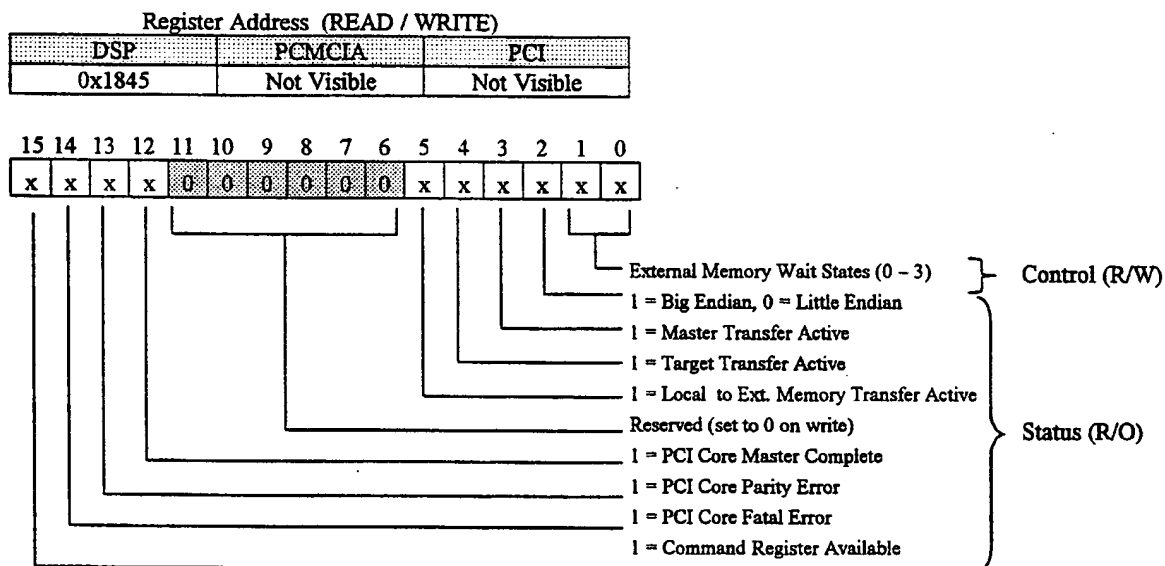 Register Address (READ / WRITE)
DSP PCMCIA PCI
0x1845 Not Visible Not Visible
15 14 13 12 11 10 9 8 7 6 5 4 3 2 1 0
x x x x 0 0 0 0 0 0 x x x x x x
External Memory Wait States (0 – 3)
Control (R/W)
1 = Big Endian, 0 = Little Endian
1 = Master Transfer Active
1 = Target Transfer Active
1 = Local to Ext. Memory Transfer Active
Reserved (set to 0 on write)
Status (R/O)
1 = PCI Core Master Complete
1 = PCI Core Parity Error
1 = PCI Core Fatal Error
1 = Command Register Available